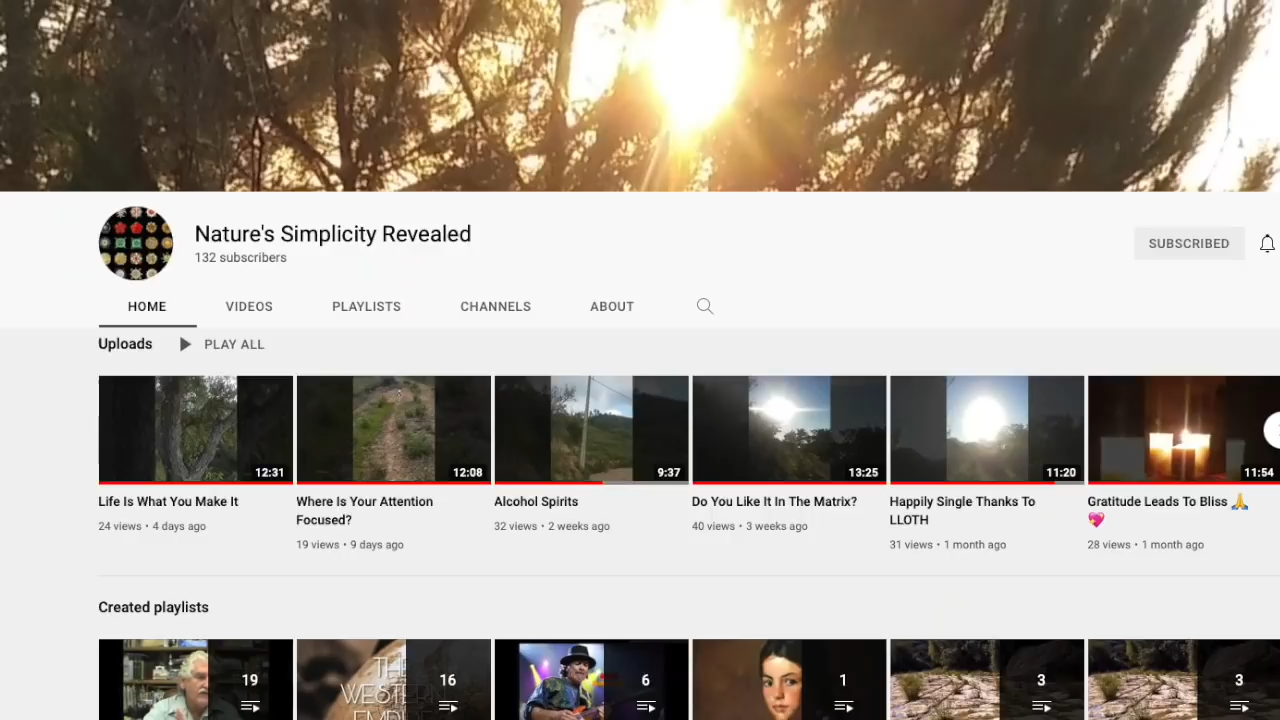 Nature's Simplicity Revealed
132 subscribers
SUBSCRIBED
HOME VIDEOS PLAYLISTS CHANNELS ABOUT
Uploads PLAY ALL
12:31 12:08 9:37 13:25 11:20 11:54
Life Is What You Make It
24 views • 4 days ago
Where Is Your Attention
Focused?
19 views • 9 days ago
Alcohol Spirits
32 views • 2 weeks ago
Do You Like It In The Matrix?
40 views • 3 weeks ago
Happily Single Thanks To
LLOTH
31 views • 1 month ago
Gratitude Leads To Bliss 🙏
💖
28 views • 1 month ago
Created playlists
19 16 6 1 3 3
THE
WESTERN